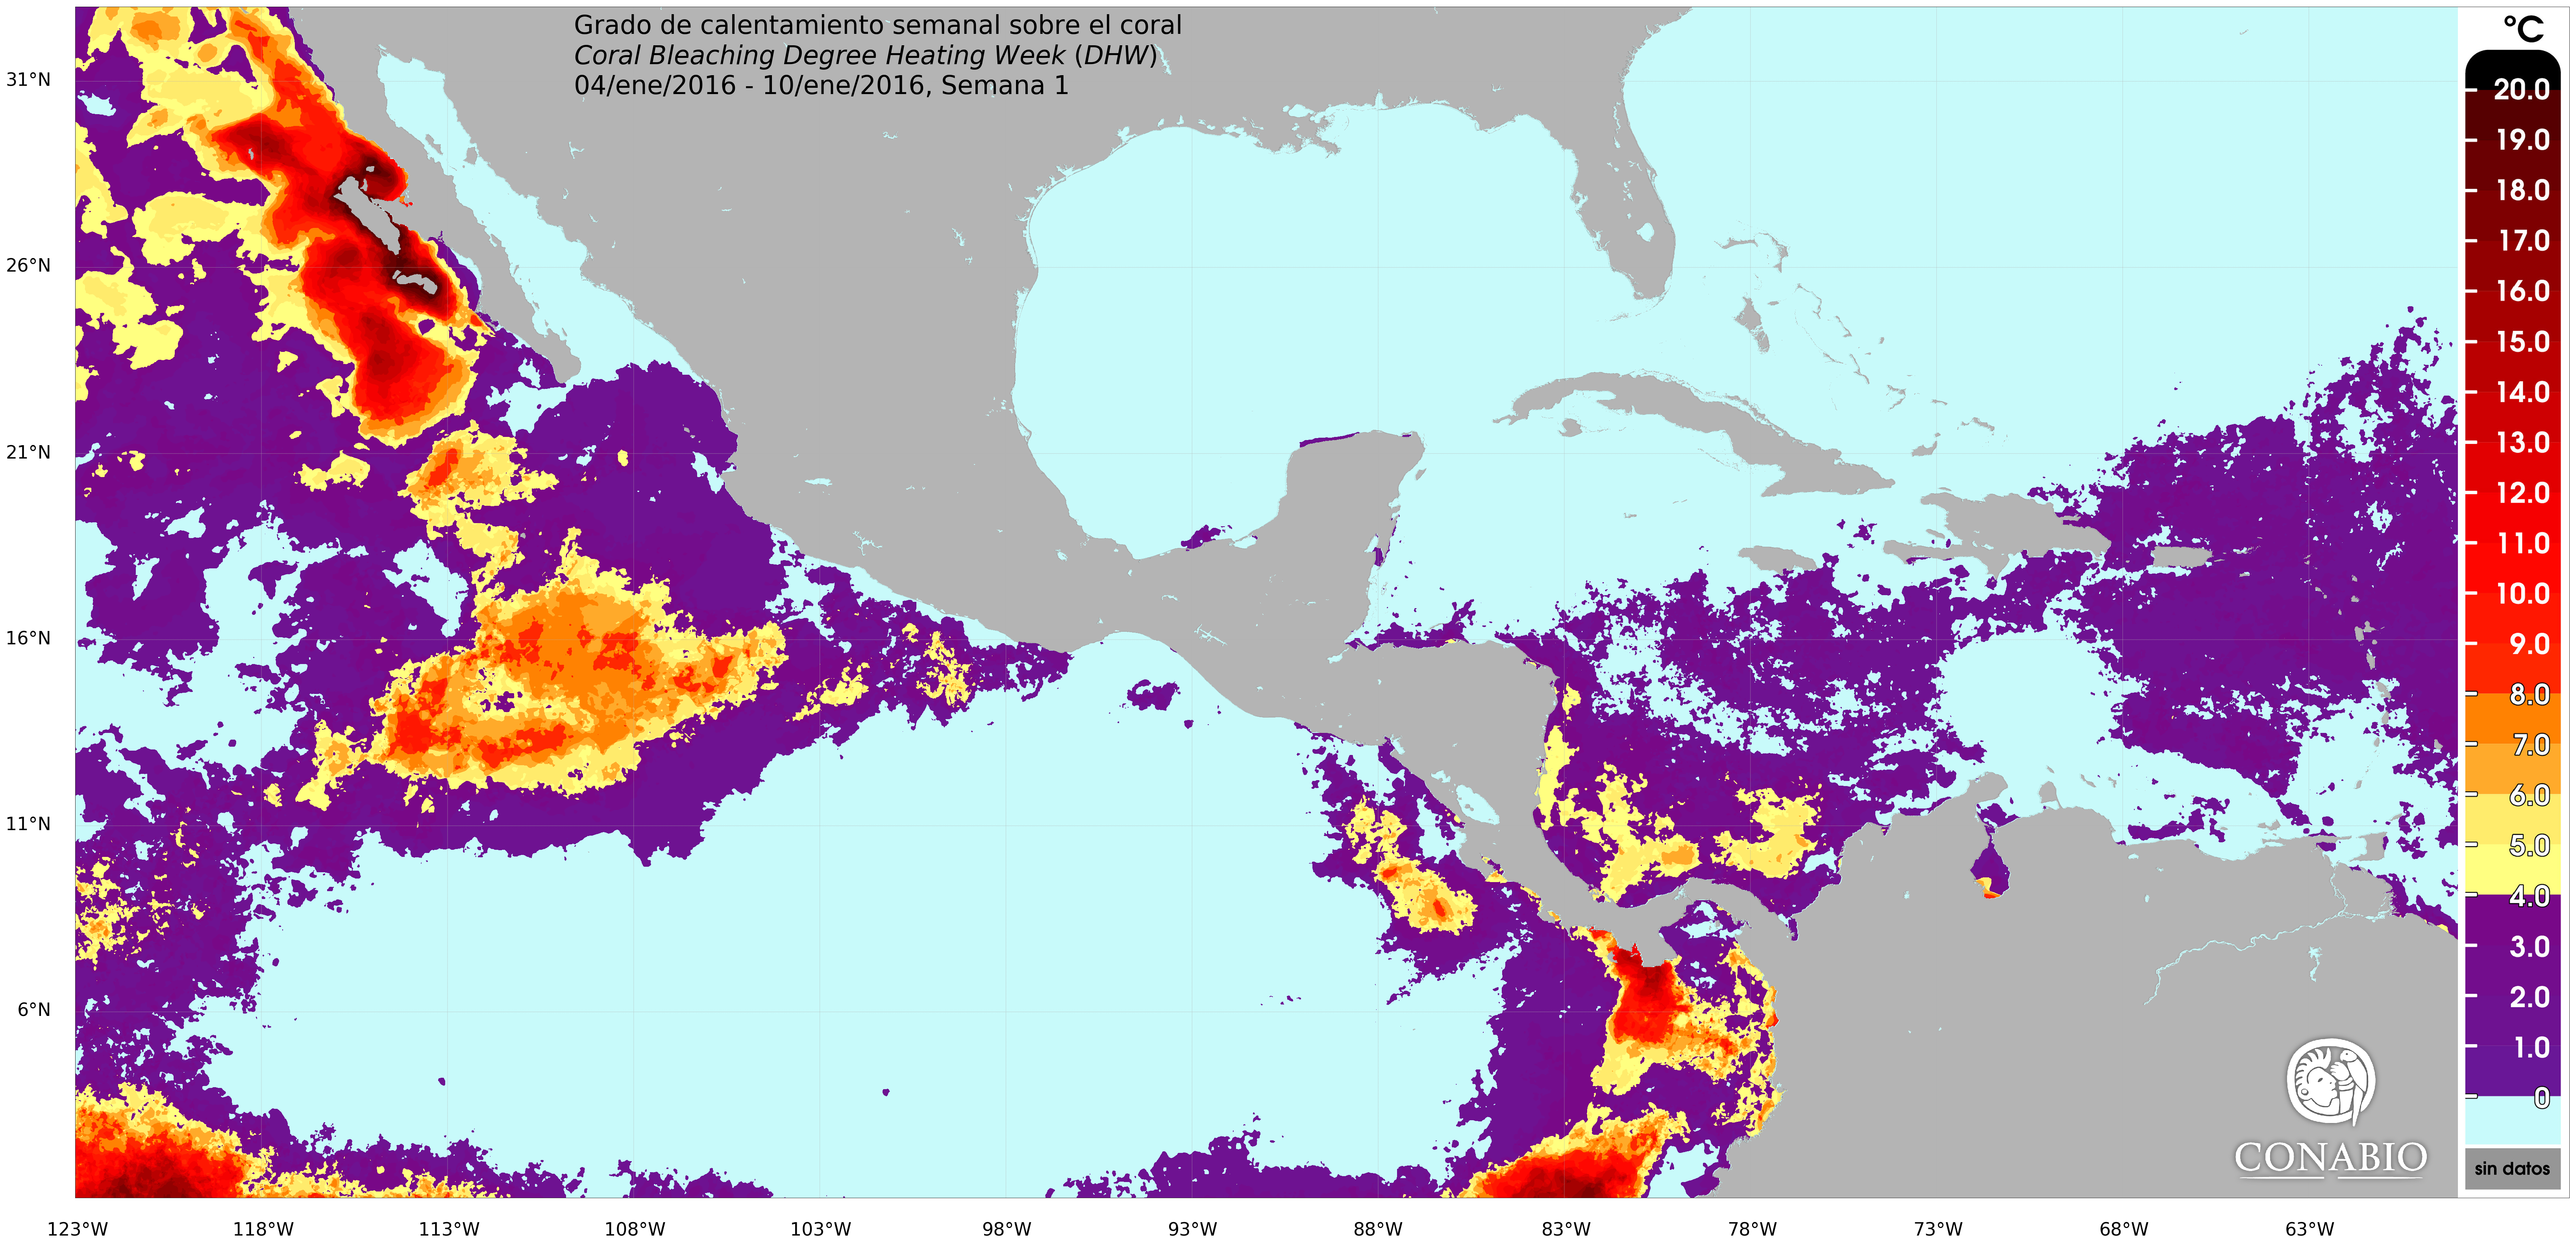 Grado de calentamiento semanal sobre el coral
Coral Bleaching Degree Heating Week (DHW)
04/ene/2016 - 10/ene/2016, Semana 1
°C
20.0
19.0
18.0
17.0
16.0
15.0
14.0
13.0
12.0
11.0
10.0
9.0
8.0
7.0
6.0
5.0
4.0
3.0
2.0
1.0
0
sin datos
31°N
26°N
21°N
16°N
11°N
6°N
CONABIO
123°W 118°W 113°W 108°W 103°W 98°W 93°W 88°W 83°W 78°W 73°W 68°W 63°W